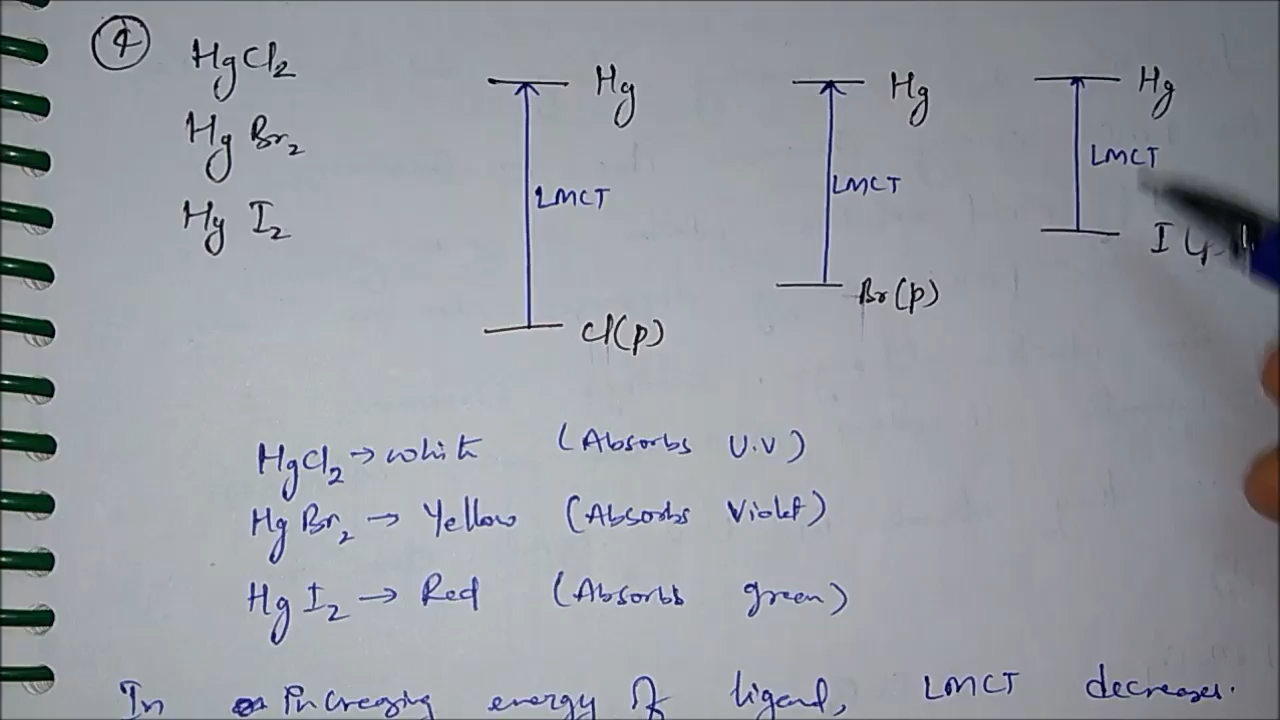 4
HgCl2
HgBr2
HgI2
Hg
LMCT
Cl(p)
Hg
LMCT
Br(p)
Hg
LMCT
I
HgCl2 → white (Absorbs U.V)
HgBr2 → Yellow (Absorbs Violet)
HgI2 → Red (Absorbs green)
In increasing energy of ligand, LMCT decreases.